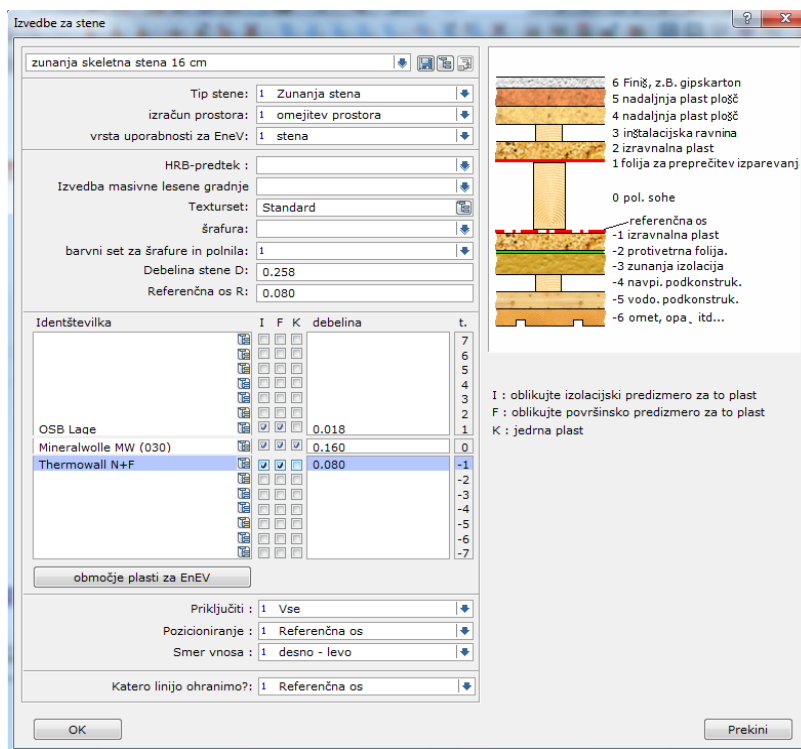 Izvedbe za stene
zunanja skeletna stena 16 cm
Tip stene: 1 Zunanja stena
izračun prostora: 1 omejitev prostora
vrsta uporabnosti za EneV: 1 stena
HRB-predtek :
Izvedba masivne lesene gradnje
Texturset: Standard
šrafura:
barvni set za šrafure in polnila: 1
Debelina stene D: 0.258
Referenčna os R: 0.080
Identštevilka I F K debelina t.
7
6
5
4
3
2
OSB Lage 0.018 1
Mineralwolle MW (030) 0.160 0
Thermowall N+F 0.080 -1
-2
-3
-4
-5
-6
-7
območje plasti za EnEV
Priključiti : 1 Vse
Pozicioniranje : 1 Referenčna os
Smer vnosa : 1 desno - levo
Katero linijo ohranimo?: 1 Referenčna os
OK
6 Finiš, z.B. gipskarton
5 nadaljnja plast plošč
4 nadaljnja plast plošč
3 inštalacijska ravnina
2 izravnalna plast
1 folija za preprečitev izparevanj
0 pol. sohe
referenčna os
-1 izravnalna plast
-2 protivetrna folija.
-3 zunanja izolacija
-4 navpi. podkonstruk.
-5 vodo. podkonstruk.
-6 omet, opa, itd...
I : oblikujte izolacijski predizmero za to plast
F : oblikujte površinsko predizmero za to plast
K : jedrna plast
Prekini